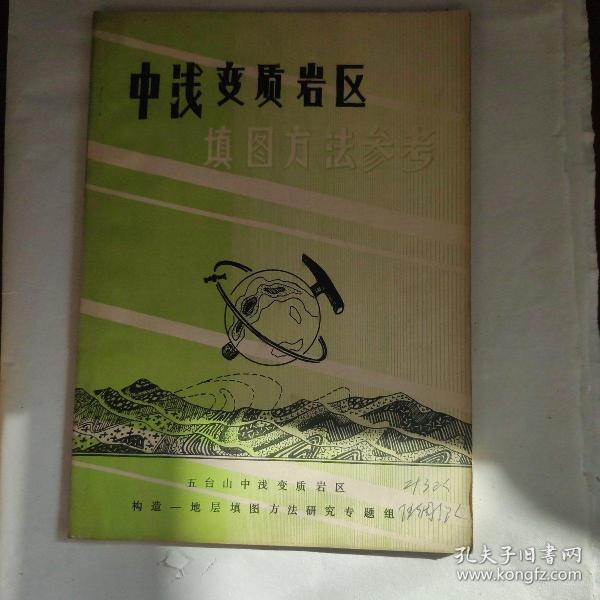 中浅变质岩区
填图方法参考
五台山中浅变质岩区
构造—地层填图方法研究专题组
孔夫子旧书网
www.kongfz.com